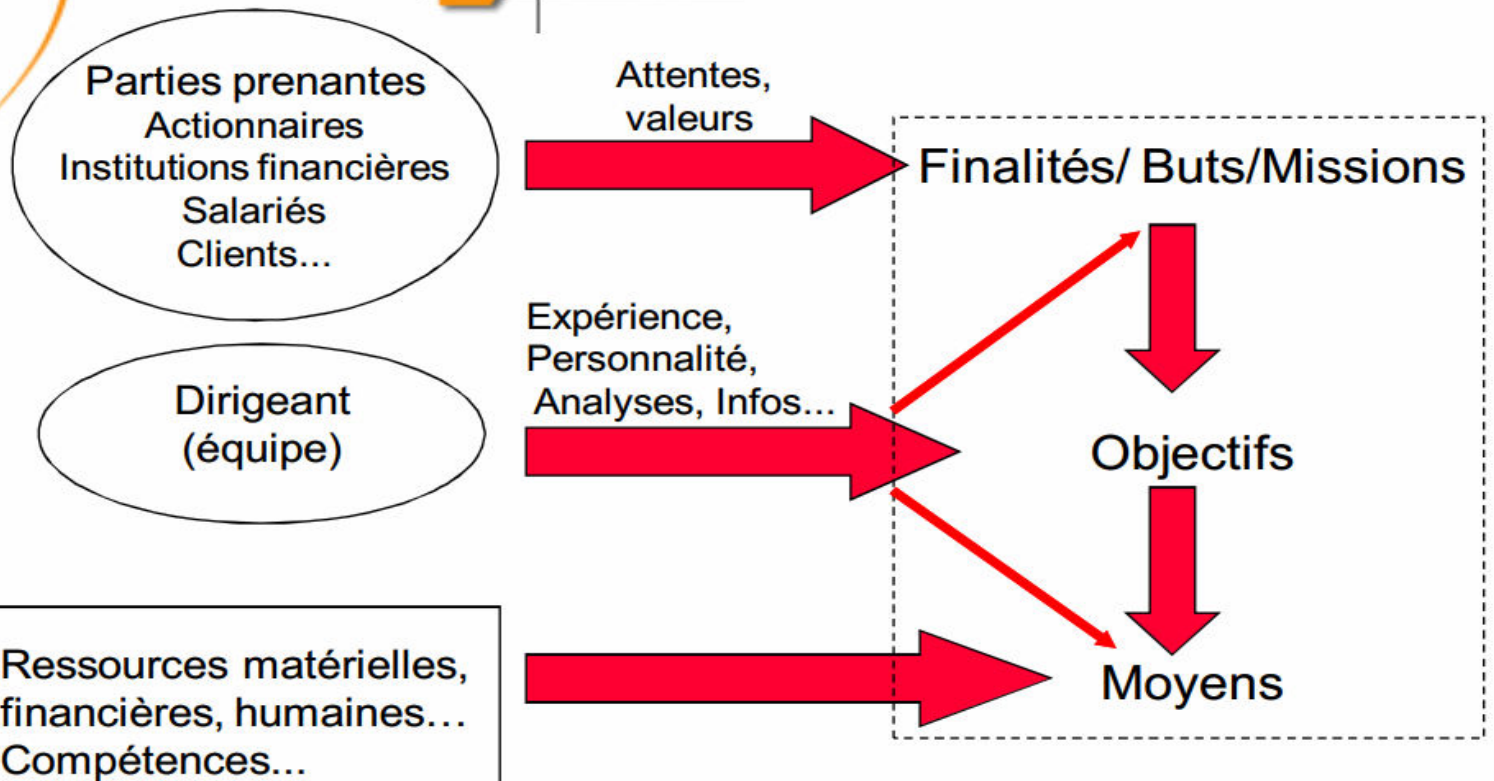 Parties prenantes
Actionnaires
Institutions financières
Salariés
Clients...
Attentes,
valeurs
Finalités/ Buts/Missions
Expérience,
Personnalité,
Analyses, Infos...
Dirigeant
(équipe)
Objectifs
Ressources matérielles,
financières, humaines...
Compétences...
Moyens